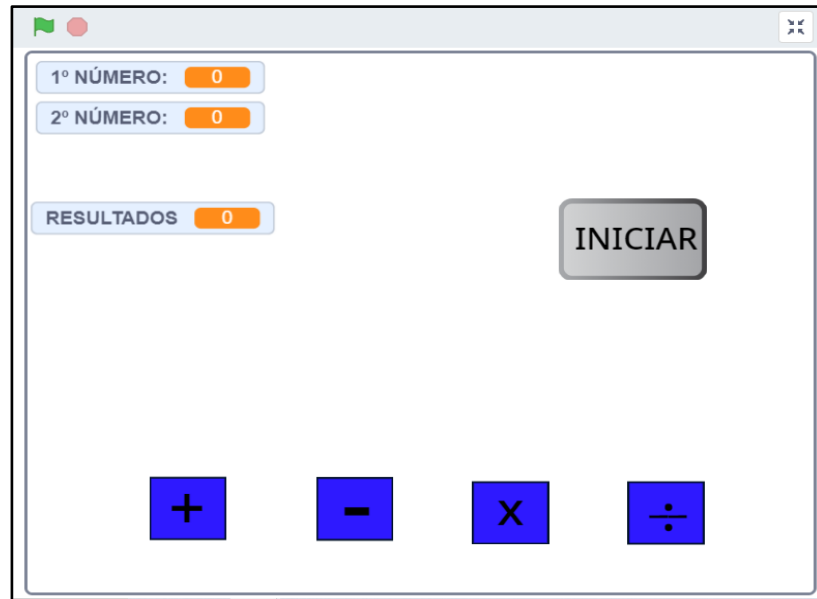 1º NÚMERO: 0
2º NÚMERO: 0
RESULTADOS 0
INICIAR
+ - x ÷